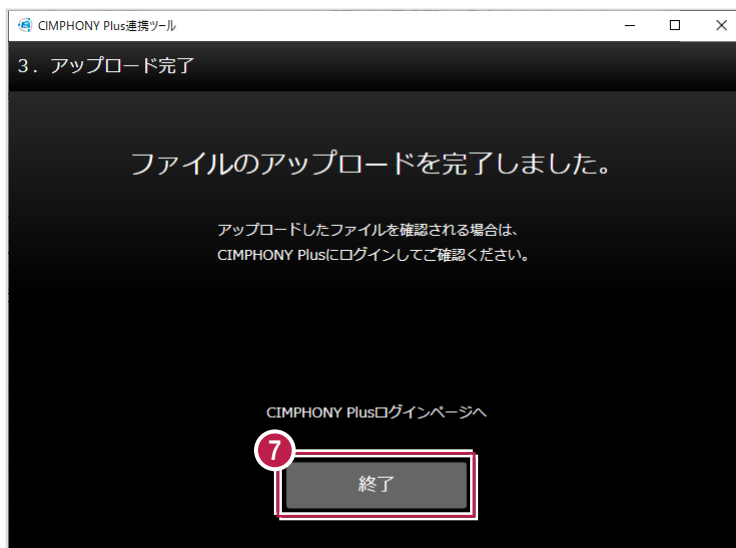 CIMPHONY Plus連携ツール
3．アップロード完了
ファイルのアップロードを完了しました。
アップロードしたファイルを確認される場合は、
CIMPHONY Plusにログインしてご確認ください。
CIMPHONY Plusログインページへ
7
終了